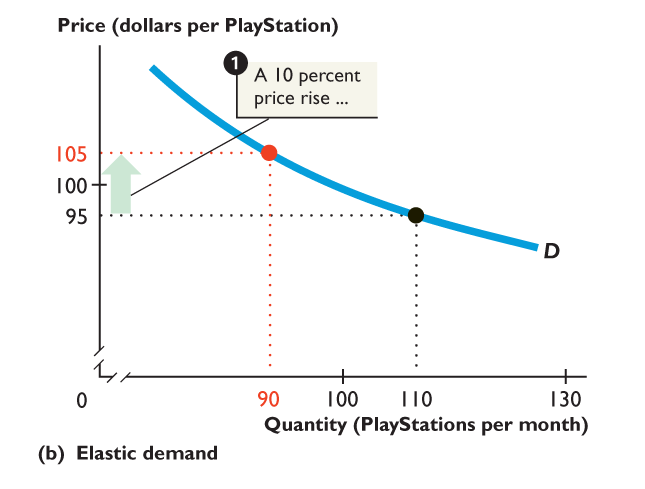 Price (dollars per PlayStation)
1
A 10 percent
price rise ...
105
100
95
D
0
90 100 110 130
Quantity (PlayStations per month)
(b) Elastic demand